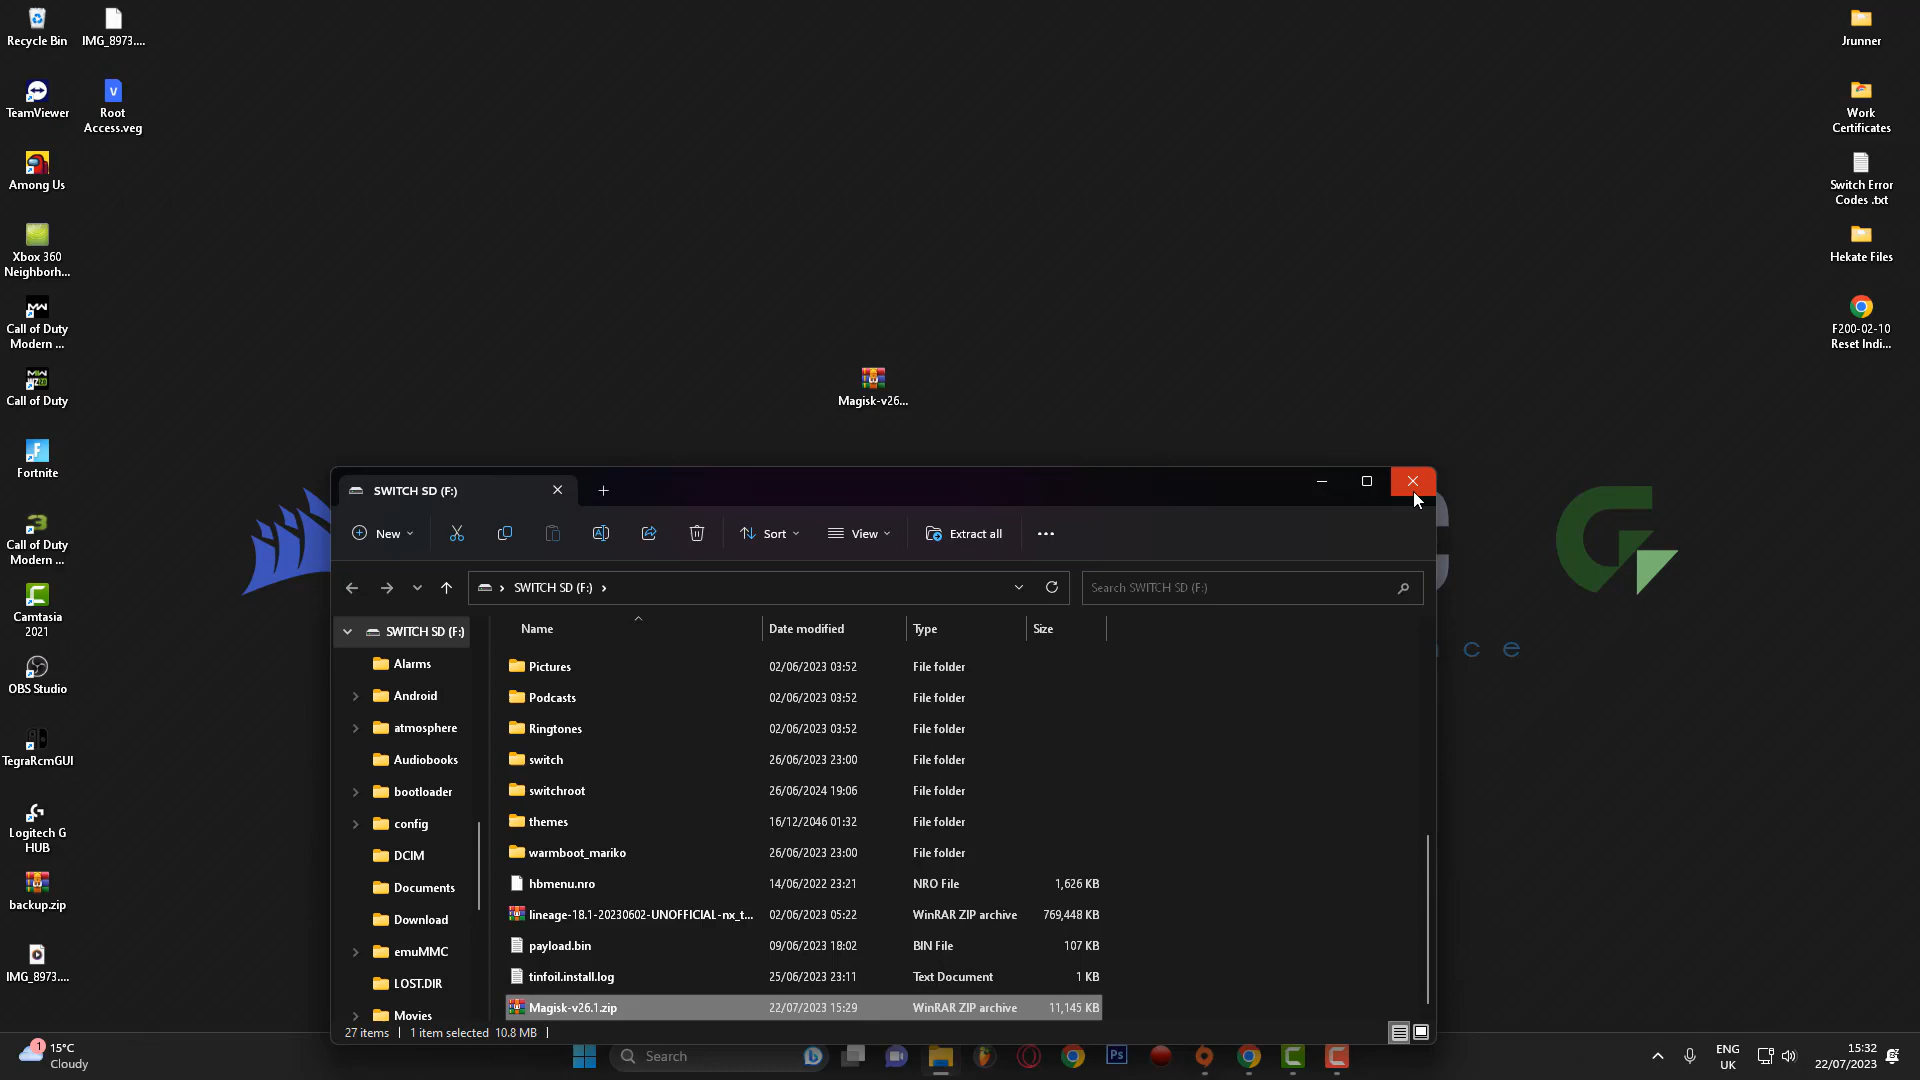 Recycle Bin
IMG_8973....
TeamViewer
V
Root
Access.veg
Among Us
Xbox 360
Neighborh...
Call of Duty
Modern ...
Call of Duty
Fortnite
Call of Duty
Modern ...
Camtasia
2021
OBS Studio
TegraRcmGUI
Logitech G
HUB
backup.zip
IMG_8973....
Jrunner
Work
Certificates
Switch Error
Codes .txt
Hekate Files
F200-02-10
Reset Indi...
Magisk-v26...
SWITCH SD (F:)
New
Sort
View
Extract all
SWITCH SD (F:)
Search SWITCH SD (F:)
SWITCH SD (F:)
Alarms
Android
atmosphere
Audiobooks
bootloader
config
DCIM
Documents
Download
emuMMC
LOST.DIR
Movies
Name Date modified Type Size
Pictures 02/06/2023 03:52 File folder
Podcasts 02/06/2023 03:52 File folder
Ringtones 02/06/2023 03:52 File folder
switch 26/06/2023 23:00 File folder
switchroot 26/06/2024 19:06 File folder
themes 16/12/2046 01:32 File folder
warmboot_mariko 26/06/2023 23:00 File folder
hbmenu.nro 14/06/2022 23:21 NRO File 1,626 KB
lineage-18.1-20230602-UNOFFICIAL-nx_t... 02/06/2023 05:22 WinRAR ZIP archive 769,448 KB
payload.bin 09/06/2023 18:02 BIN File 107 KB
tinfoil.install.log 25/06/2023 23:11 Text Document 1 KB
Magisk-v26.1.zip 22/07/2023 15:29 WinRAR ZIP archive 11,145 KB
27 items 1 item selected 10.8 MB
c e
1
15°C
Cloudy
Search
Ps
ENG
UK
15:32
22/07/2023